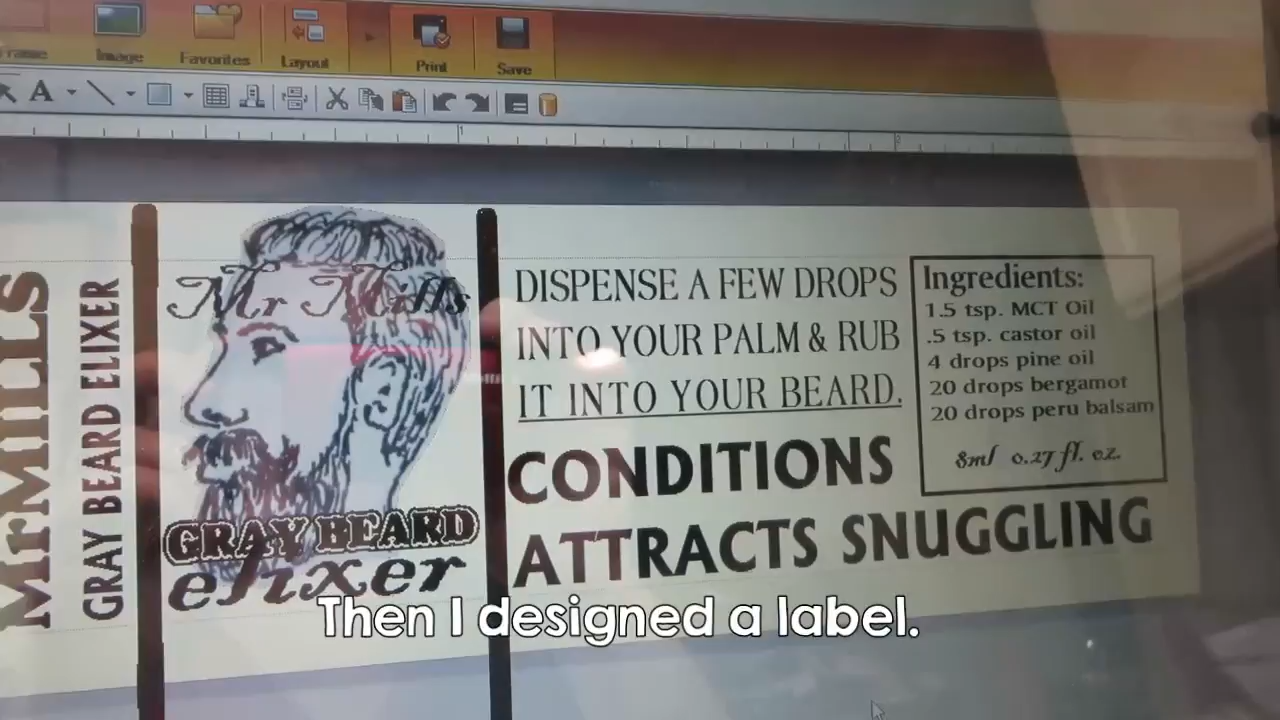 Frame
Image
Favorites
Layout
Print
Save
A
1
2
MrMILLS
GRAY BEARD ELIXER
Mr Mills
GRAY BEARD
elixer
DISPENSE A FEW DROPS
INTO YOUR PALM & RUB
IT INTO YOUR BEARD.
CONDITIONS
ATTRACTS SNUGGLING
Ingredients:
1.5 tsp. MCT Oil
.5 tsp. castor oil
4 drops pine oil
20 drops bergamot
20 drops peru balsam
8ml 0.27 fl. oz.
Then I designed a label.